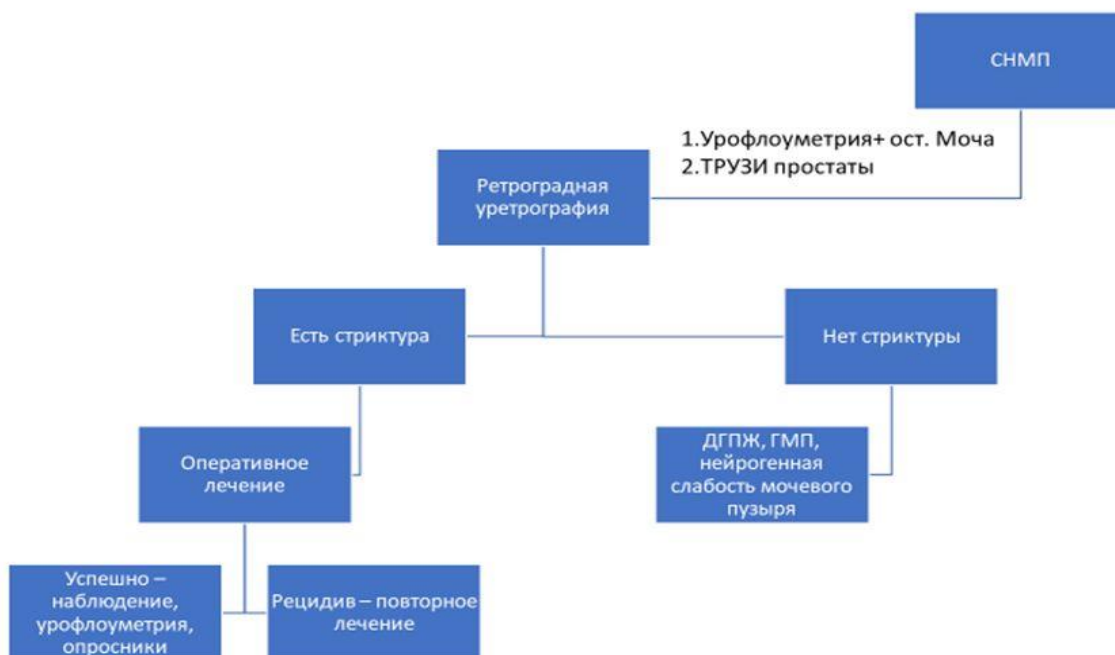 СНМП
1.Урофлоуметрия+ ост. Моча
2.ТРУЗИ простаты
Ретроградная
уретрография
Есть стриктура
Нет стриктуры
Оперативное
лечение
ДГПЖ, ГМП,
нейрогенная
слабость мочевого
пузыря
Успешно –
наблюдение,
урофлоуметрия,
опросники
Рецидив – повторное
лечение